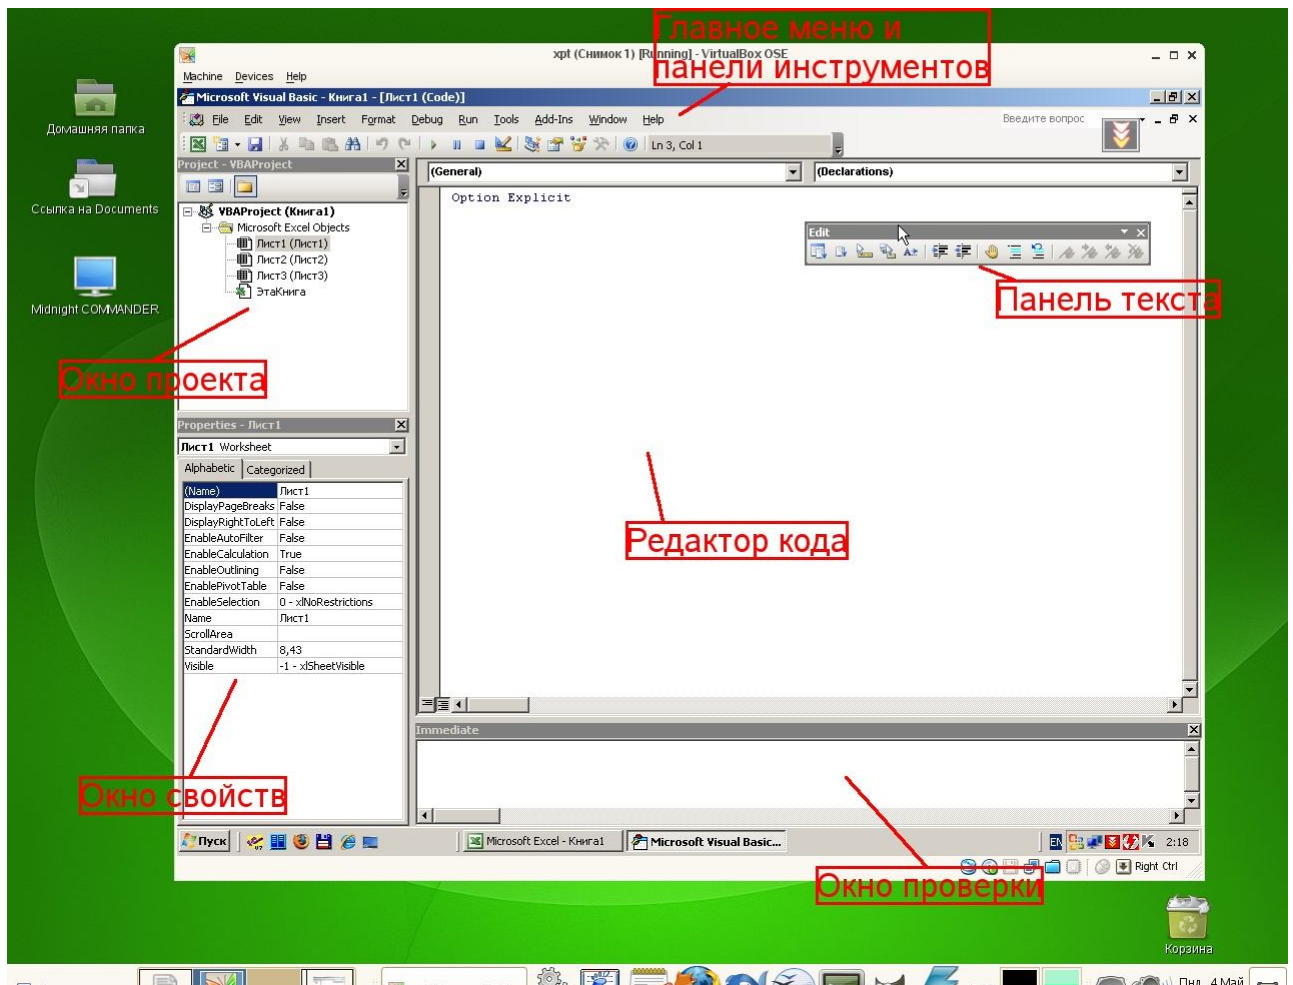 Главное меню и
панели инструментов
xpt (Снимок 1) [Running] - VirtualBox OSE
Machine Devices Help
Microsoft Visual Basic - Книга1 - [Лист1 (Code)]
File Edit View Insert Format Debug Run Tools Add-Ins Window Help
Введите вопрос
Ln 3, Col 1
Домашняя папка
Ссылка на Documents
Midnight COMMANDER
Project - VBAProject
VBAProject (Книга1)
Microsoft Excel Objects
Лист1 (Лист1)
Лист2 (Лист2)
Лист3 (Лист3)
ЭтаКнига
Окно проекта
(General)
(Declarations)
Option Explicit
Edit
Панель текста
Редактор кода
Properties - Лист1
Лист1 Worksheet
Alphabetic Categorized
(Name) Лист1
DisplayPageBreaks False
DisplayRightToLeft False
EnableAutoFilter False
EnableCalculation True
EnableOutlining False
EnablePivotTable False
EnableSelection 0 - xlNoRestrictions
Name Лист1
ScrollArea
StandardWidth 8,43
Visible -1 - xlSheetVisible
Окно свойств
Immediate
Окно проверки
Пуск
Microsoft Excel - Книга1
Microsoft Visual Basic...
EN
2:18
Right Ctrl
Корзина
Пнд 4 Май